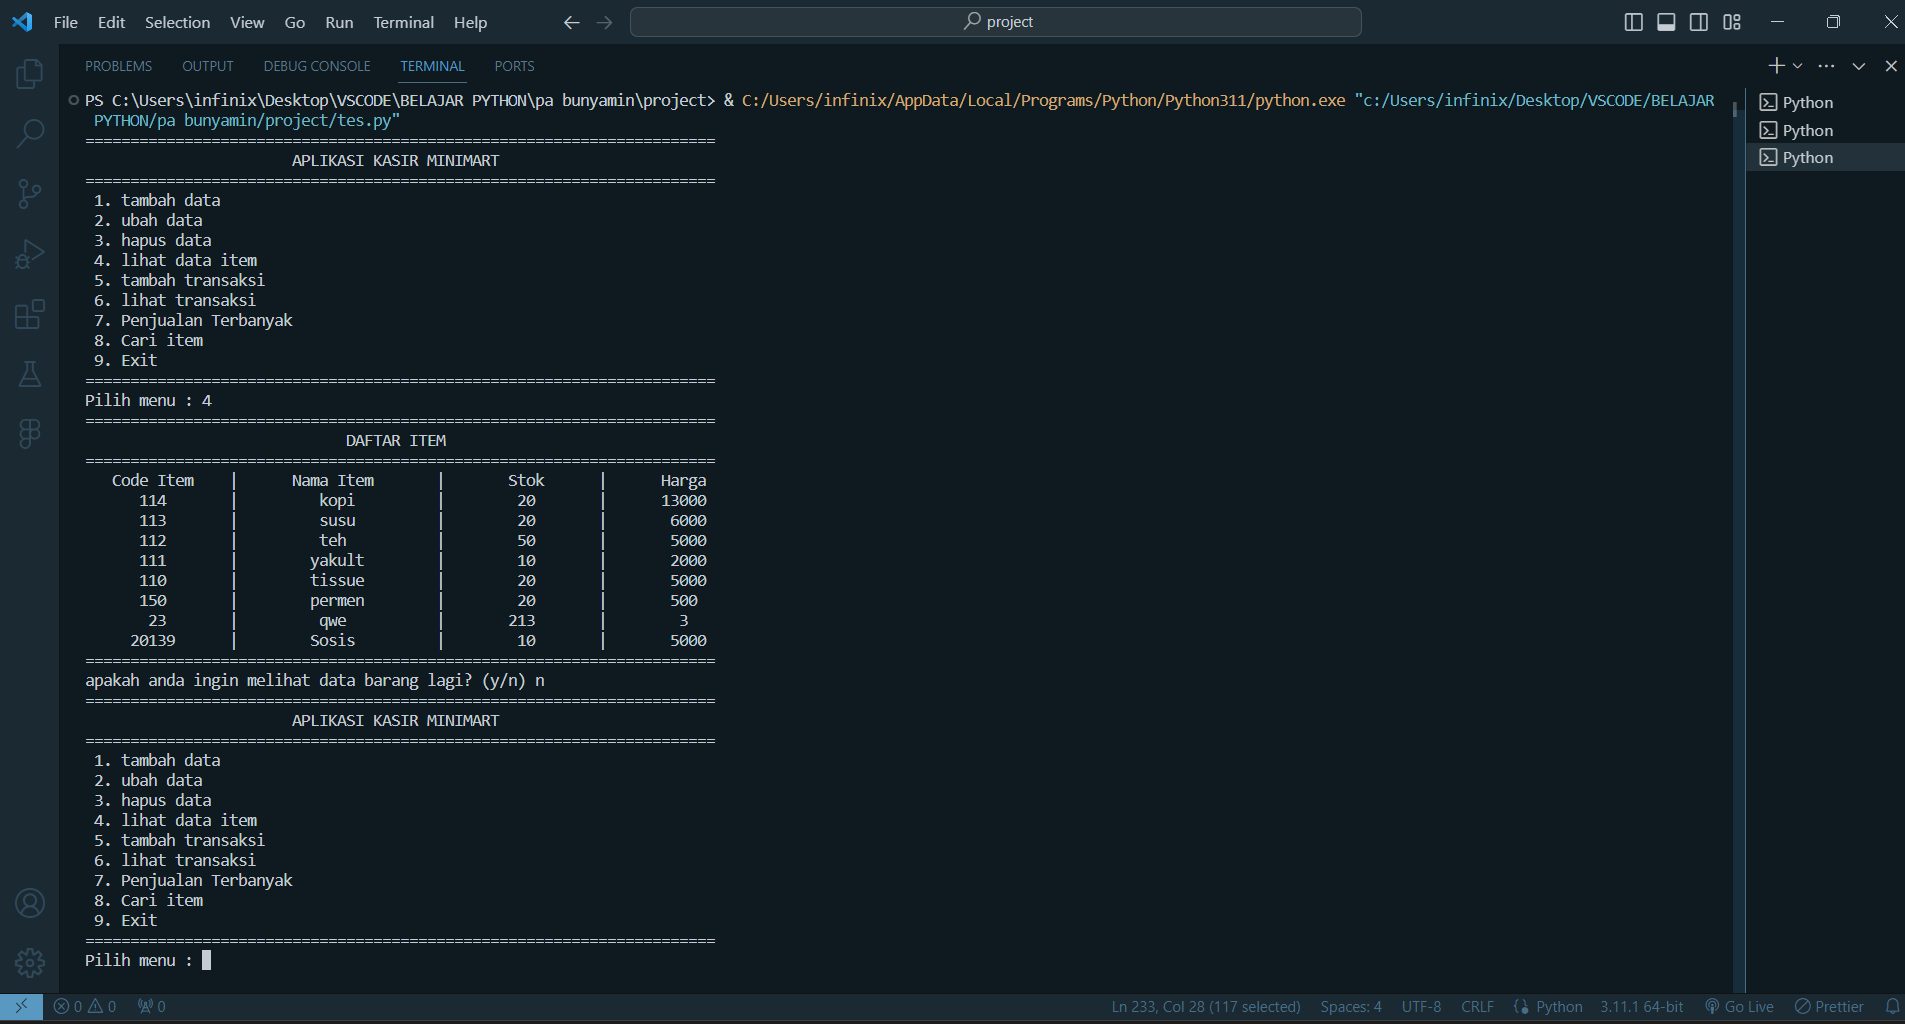 File Edit Selection View Go Run Terminal Help
project
PROBLEMS OUTPUT DEBUG CONSOLE TERMINAL PORTS
PS C:\Users\infinix\Desktop\VSCODE\BELAJAR PYTHON\pa bunyamin\project> & C:/Users/infinix/AppData/Local/Programs/Python/Python311/python.exe "c:/Users/infinix/Desktop/VSCODE/BELAJAR
PYTHON/pa bunyamin/project/tes.py"
======================================================================
APLIKASI KASIR MINIMART
======================================================================
1. tambah data
2. ubah data
3. hapus data
4. lihat data item
5. tambah transaksi
6. lihat transaksi
7. Penjualan Terbanyak
8. Cari item
9. Exit
======================================================================
Pilih menu : 4
======================================================================
DAFTAR ITEM
======================================================================
Code Item | Nama Item | Stok | Harga
114 | kopi | 20 | 13000
113 | susu | 20 | 6000
112 | teh | 50 | 5000
111 | yakult | 10 | 2000
110 | tissue | 20 | 5000
150 | permen | 20 | 500
23 | qwe | 213 | 3
20139 | Sosis | 10 | 5000
======================================================================
apakah anda ingin melihat data barang lagi? (y/n) n
======================================================================
APLIKASI KASIR MINIMART
======================================================================
1. tambah data
2. ubah data
3. hapus data
4. lihat data item
5. tambah transaksi
6. lihat transaksi
7. Penjualan Terbanyak
8. Cari item
9. Exit
======================================================================
Pilih menu :
Python
Python
Python
0 0 0 Ln 233, Col 28 (117 selected) Spaces: 4 UTF-8 CRLF Python 3.11.1 64-bit Go Live Prettier